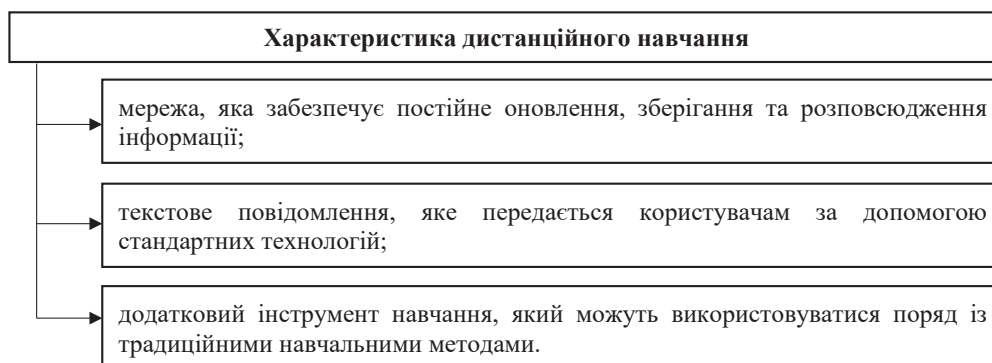 Характеристика дистанційного навчання
мережа, яка забезпечує постійне оновлення, зберігання та розповсюдження
інформації;
текстове повідомлення, яке передається користувачам за допомогою
стандартних технологій;
додатковий інструмент навчання, який можуть використовуватися поряд із
традиційними навчальними методами.